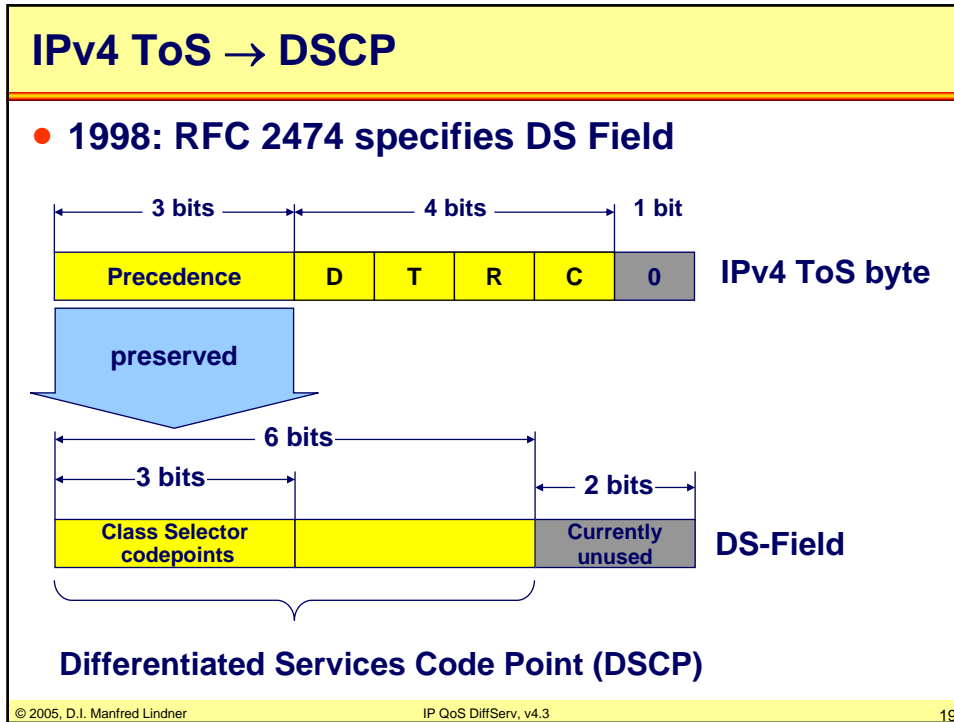 IPv4 ToS → DSCP
• 1998: RFC 2474 specifies DS Field
3 bits 4 bits 1 bit
Precedence D T R C 0 IPv4 ToS byte
preserved
6 bits
3 bits 2 bits
Class Selector codepoints Currently unused DS-Field
Differentiated Services Code Point (DSCP)
© 2005, D.I. Manfred Lindner IP QoS DiffServ, v4.3 19